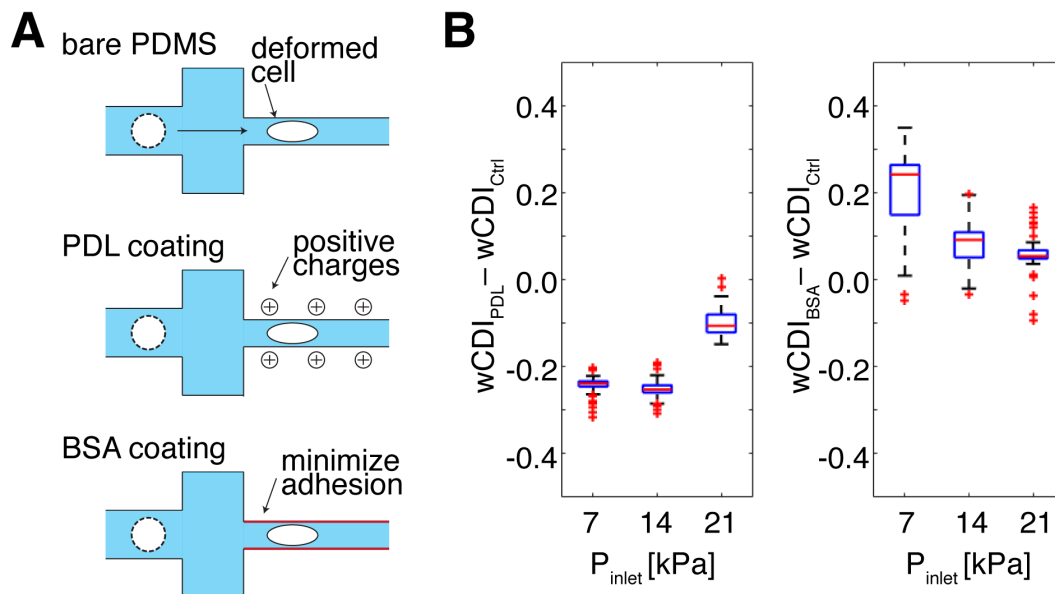 A
bare PDMS
deformed
cell
PDL coating
positive
charges
+ + +
+ + +
BSA coating
minimize
adhesion
B
wCDI_PDL – wCDI_Ctrl
0.4
0.2
0.0
-0.2
-0.4
7 14 21
P_inlet [kPa]
wCDI_BSA – wCDI_Ctrl
0.4
0.2
0.0
-0.2
-0.4
7 14 21
P_inlet [kPa]